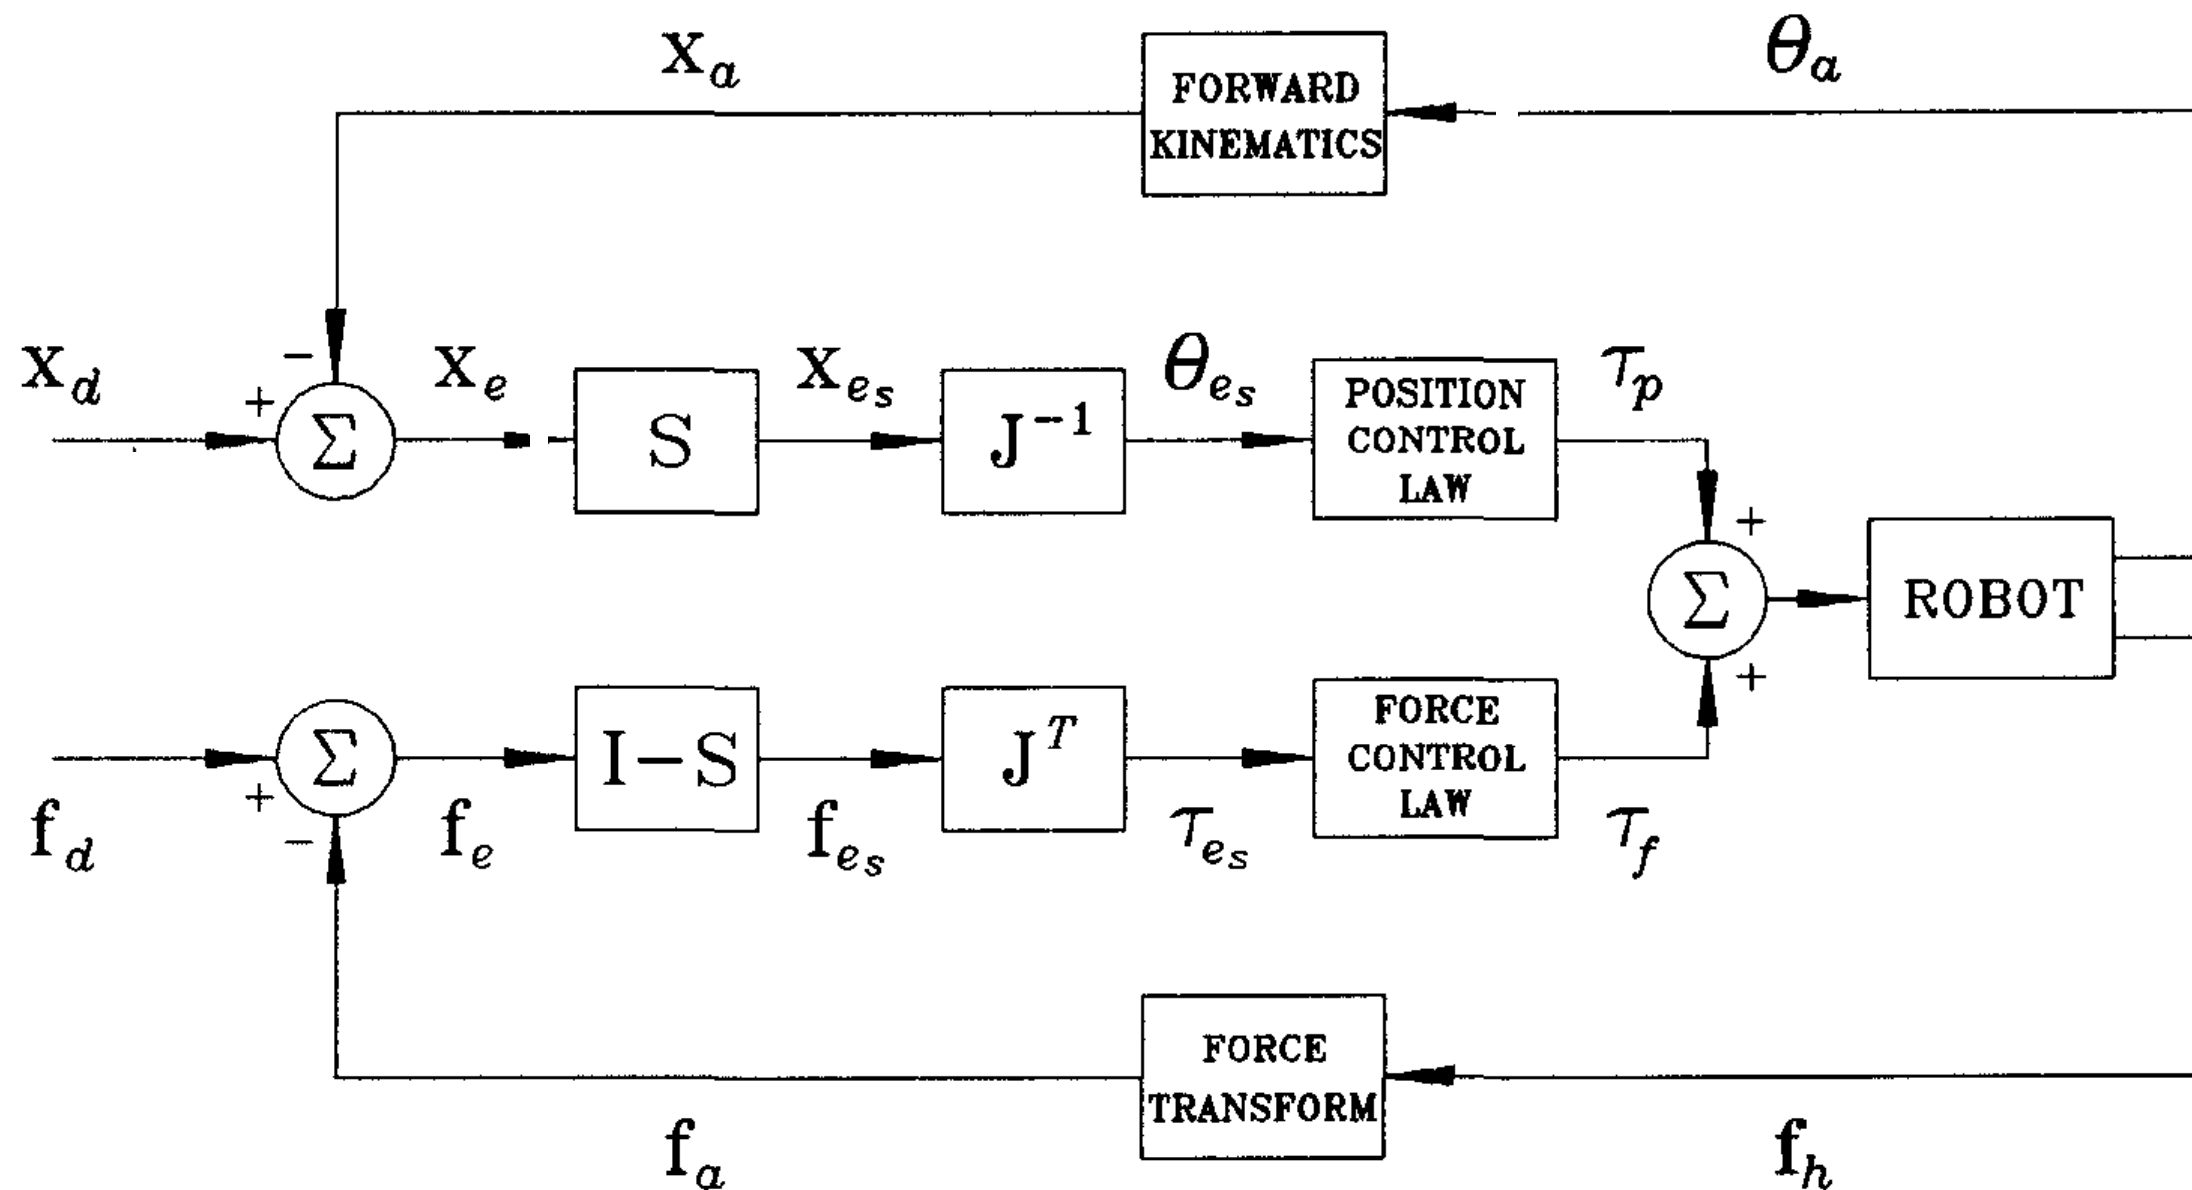 x_a
FORWARD
KINEMATICS
θ_a
x_d
+
−
Σ
x_e
S
x_{e_s}
J^{-1}
θ_{e_s}
POSITION
CONTROL
LAW
τ_p
+
Σ
+
ROBOT
f_d
+
−
Σ
f_e
I−S
f_{e_s}
J^T
τ_{e_s}
FORCE
CONTROL
LAW
τ_f
f_a
FORCE
TRANSFORM
f_h